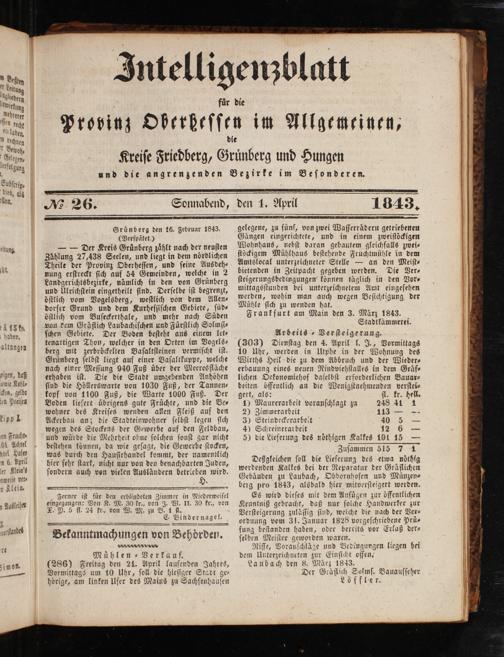 Intelligenzblatt
für die
Provinz Oberhessen im Allgemeinen,
die
Kreise Friedberg, Grünberg und Hungen
und die angrenzenden Bezirke im Besonderen.
№ 26. Sonnabend, den 1. April 1843.
Grünberg den 16. Februar 1843.
(Verspätet.)
— — Der Kreis Grünberg zählt nach der neusten
Zählung 27,438 Seelen, und liegt in dem nördlichen
Theile der Provinz Oberhessen, und seine Ausdeh-
nung erstreckt sich auf 54 Gemeinden, welche in 2
Landgerichtsbezirke, nämlich in den von Grünberg
und Ulrichstein eingetheilt sind. Derselbe ist begrenzt,
östlich vom Vogelsberg, westlich von dem Allen-
dorfer Grund und dem Kurhessischen Gebiete, süd-
östlich vom Busekerthale, und mehr nach Süden
von dem Gräflich Laubachischen und Fürstlich Solmsi-
schen Gebiete. Der Boden besteht aus einem let-
tenartigen Thon, welcher in den Orten im Vogels-
berg mit zerbröckelten Basaltsteinen vermischt ist.
Grünberg selbst liegt auf einer Basaltkuppe, welche
nach einer Messung 940 Fuß über der Meeresfläche
erhaben ist. Die die Stadt umgebenden Anhöhen
sind die Höllerwarte von 1030 Fuß, der Tannen-
kopf von 1100 Fuß, die Warte 1000 Fuß. Der
Boden liefert übrigens gute Früchte, und die Be-
wohner des Kreises wenden allen Fleiß auf den
Ackerbau an; die Stadteinwohner selbst legen sich
wegen des Stockens der Gewerbe auf den Feldbau,
und würde die Mehrheit ohne solchen sonst gar nicht
bestehen können, da wie gesagt, die Gewerbe stocken,
was durch den Hausirhandel kommt, der namentlich
hier sehr stark, nicht nur von den benachbarten Juden,
sondern auch von vielen Ausländern betrieben wird.
H.
Ferner ist für den erblindeten Zimmer in Niederweisel
eingegangen: Von K. M. 30 kr. von J. W. H. 30 kr., von
X. P. 5 fl. 24 kr. von W. M. zu B. 1 fl.
C. Bindernagel.
Bekanntmachungen von Behörden.
Mühlen-Verkauf.
(286) Freitag den 21. April laufenden Jahres,
Vormittags um 10 Uhr, soll die hiesiger Stadt ge-
hörige, am linken Ufer des Mains zu Sachsenhausen
gelegene, zu fünf, von zwei Wasserrädern getriebenen
Gängen eingerichtete, und in einem zweistöckigen
Wohnhaus, nebst daran gebautem gleichfalls zwei-
stöckigem Mühlhaus bestehende Fruchtmühle in dem
Amtslocal unterzeichneter Stelle — an den Meist-
bietenden in Zeitpacht gegeben werden. Die Ver-
steigerungsbedingungen können täglich in den Vor-
mittagsstunden bei unterzeichnetem Amt eingesehen
werden, wohin man auch wegen Besichtigung der
Mühle sich zu wenden hat.
Frankfurt am Main den 3. März 1843.
Stadtkämmerei.
Arbeits-Versteigerung.
(303) Dienstag den 4. April l. J., Vormittags
10 Uhr, werden in Utphe in der Wohnung des
Wirths Heil die zu dem Abbruch und der Wieder-
erbauung eines neuen Rindviehstalles in dem Gräf-
lichen Oekonomiehof daselbst erforderlichen Bauar-
beiten öffentlich an die Wenigstfordernden verstei-
gert, als: fl. kr. hell.
1) Maurerarbeit voranschlagt zu 248 41 1
2) Zimmerarbeit 113 — —
3) Steindeckerarbeit 40 15 —
4) Schreinerarbeit 12 6 —
5) die Lieferung des nöthigen Kalkes 101 15 —
Zusammen 515 7 1
Desgleichen soll die Lieferung des etwa nöthig
werdenden Kalkes bei der Reparatur der Gräflichen
Gebäuden zu Laubach, Obbornhofen und Münzen-
berg pro 1843, alsbald hier mitversteigert werden.
Es wird dieses mit dem Anfügen zur öffentlichen
Kenntniß gebracht, daß nur solche Handwerker zur
Versteigerung zulässig sind, welche die nach der Ver-
ordnung vom 31. Januar 1828 vorgeschriebene Prü-
fung bestanden haben, oder bereits vor Erlaß der-
selben Meister geworden waren.
Risse, Voranschläge und Bedingungen liegen bei
dem Unterzeichneten zur Einsicht offen.
Laubach den 8. März 1843.
Der Gräflich Solms. Bauaufseher
Löffler.